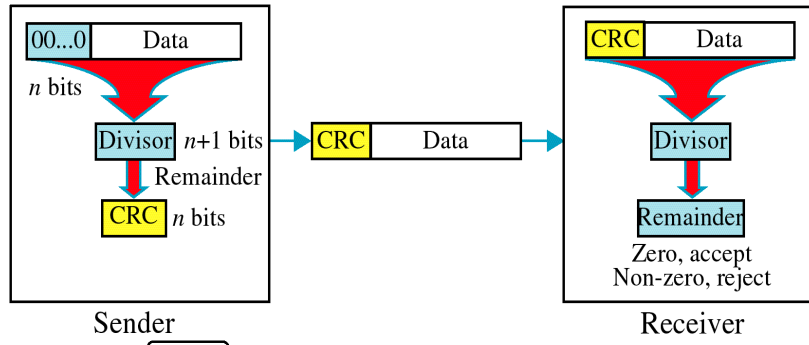 00...0 Data
n bits
Divisor n+1 bits
Remainder
CRC n bits
Sender
CRC Data
CRC Data
Divisor
Remainder
Zero, accept
Non-zero, reject
Receiver